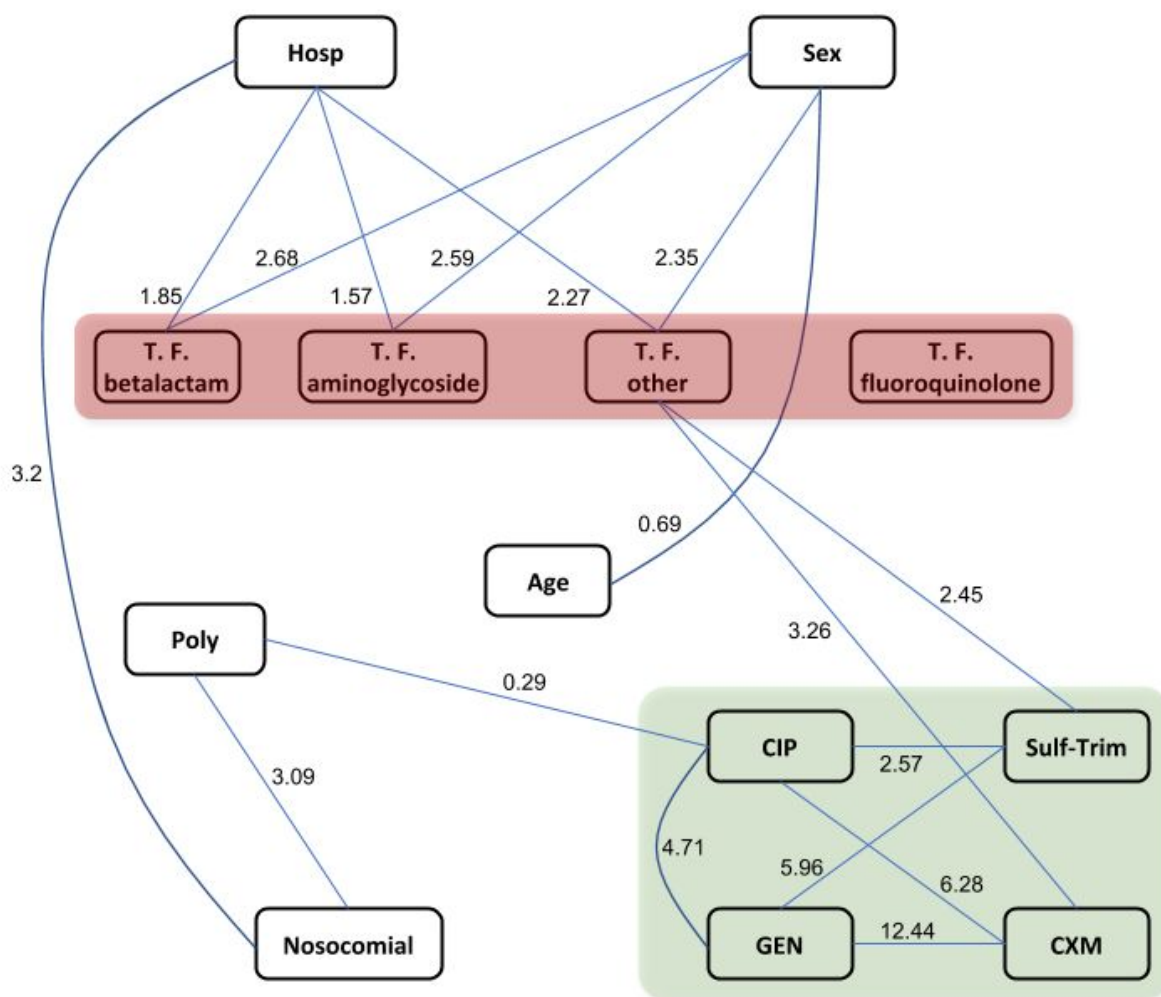 Hosp
Sex
2.68
2.59
2.35
1.85
1.57
2.27
T. F.
betalactam
T. F.
aminoglycoside
T. F.
other
T. F.
fluoroquinolone
3.2
0.69
Age
2.45
Poly
3.26
0.29
CIP
Sulf-Trim
2.57
3.09
4.71
5.96
6.28
Nosocomial
GEN
12.44
CXM